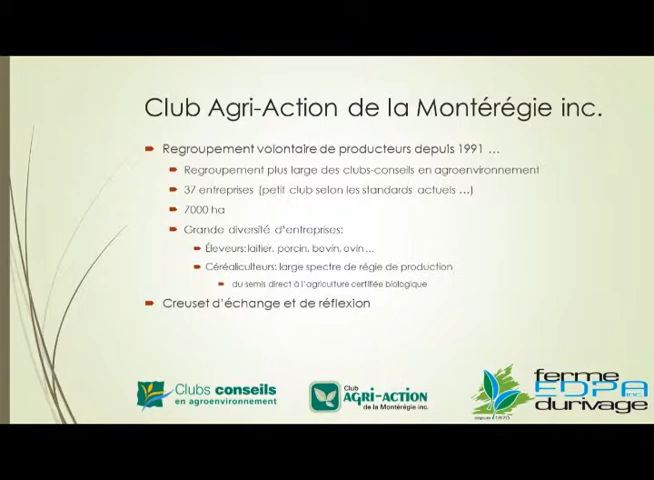 Club Agri-Action de la Montérégie inc.
Regroupement volontaire de producteurs depuis 1991 …
Regroupement plus large des clubs-conseils en agroenvironnement
37 entreprises (petit club selon les standards actuels …)
7000 ha
Grande diversité d'entreprises:
Éleveurs: laitier, porcin, bovin, ovin …
Céréaliculteurs: large spectre de régie de production
du semis direct à l'agriculture certifiée biologique
Creuset d'échange et de réflexion
Clubs conseils
en agroenvironnement
Club
AGRI-ACTION
de la Montérégie inc.
ferme
EDPA inc.
durivage